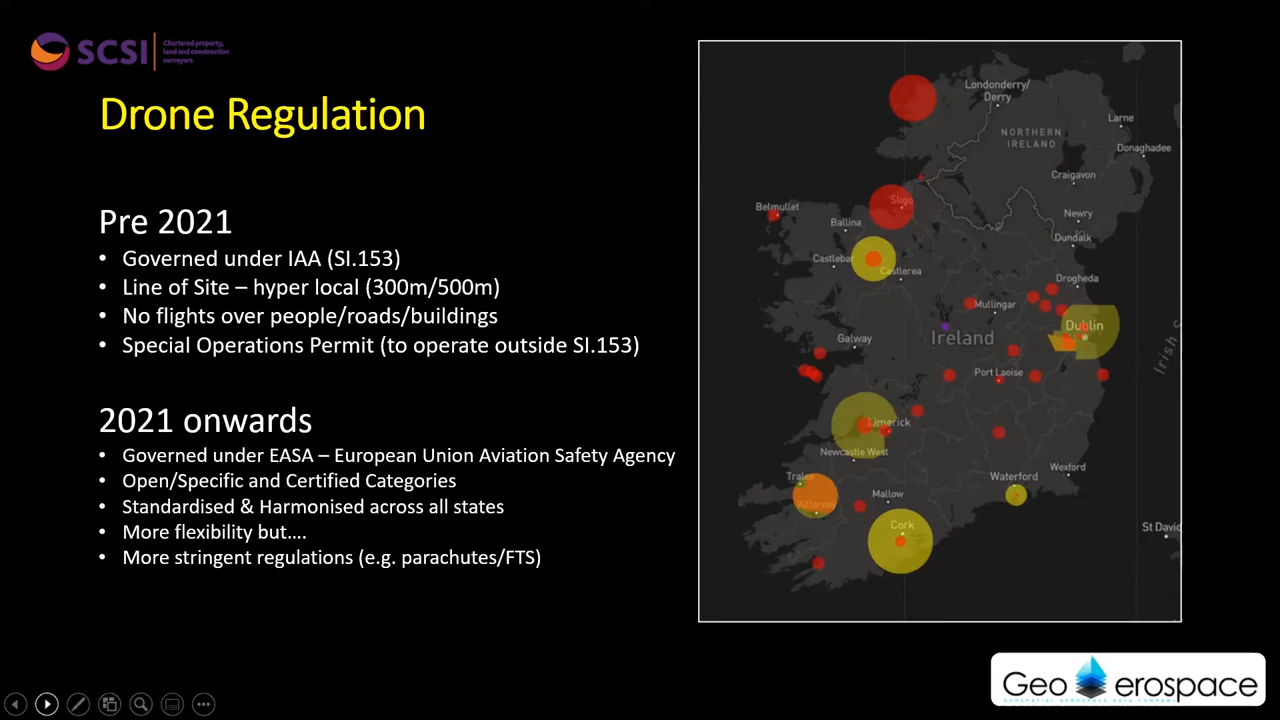 SCSI
Chartered property,
land and construction
surveyors
Drone Regulation
Pre 2021
• Governed under IAA (SI.153)
• Line of Site – hyper local (300m/500m)
• No flights over people/roads/buildings
• Special Operations Permit (to operate outside SI.153)
2021 onwards
• Governed under EASA – European Union Aviation Safety Agency
• Open/Specific and Certified Categories
• Standardised & Harmonised across all states
• More flexibility but….
• More stringent regulations (e.g. parachutes/FTS)
Londonderry/
Derry
Larne
NORTHERN
IRELAND
Donaghadee
Craigavon
Sligo
Belmullet
Ballina
Newry
Dundalk
Castlebar
Castlerea
Drogheda
Mullingar
Dublin
Ireland
Galway
Irish S
Port Laoise
Limerick
Newcastle West
Tralee
Wexford
Waterford
Mallow
Killarney
Cork
St David
Geo erospace
GEOSPATIAL AEROSPACE DATA COMPANY